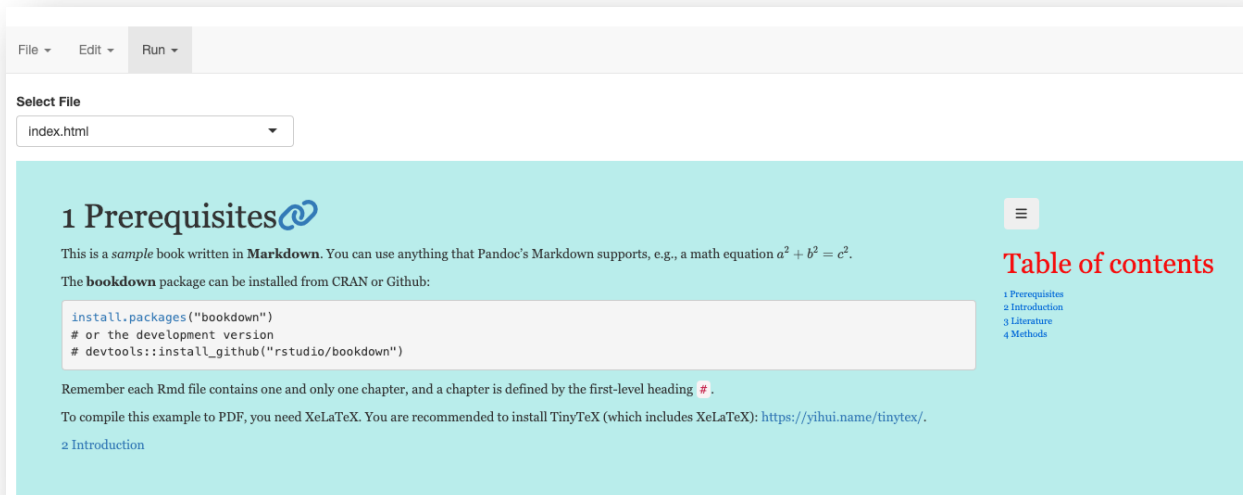 File Edit Run
Select File
index.html
1 Prerequisites
This is a sample book written in Markdown. You can use anything that Pandoc's Markdown supports, e.g., a math equation a² + b² = c².
The bookdown package can be installed from CRAN or Github:
install.packages("bookdown")
# or the development version
# devtools::install_github("rstudio/bookdown")
Remember each Rmd file contains one and only one chapter, and a chapter is defined by the first-level heading #.
To compile this example to PDF, you need XeLaTeX. You are recommended to install TinyTeX (which includes XeLaTeX): https://yihui.name/tinytex/.
2 Introduction
Table of contents
1 Prerequisites
2 Introduction
3 Literature
4 Methods